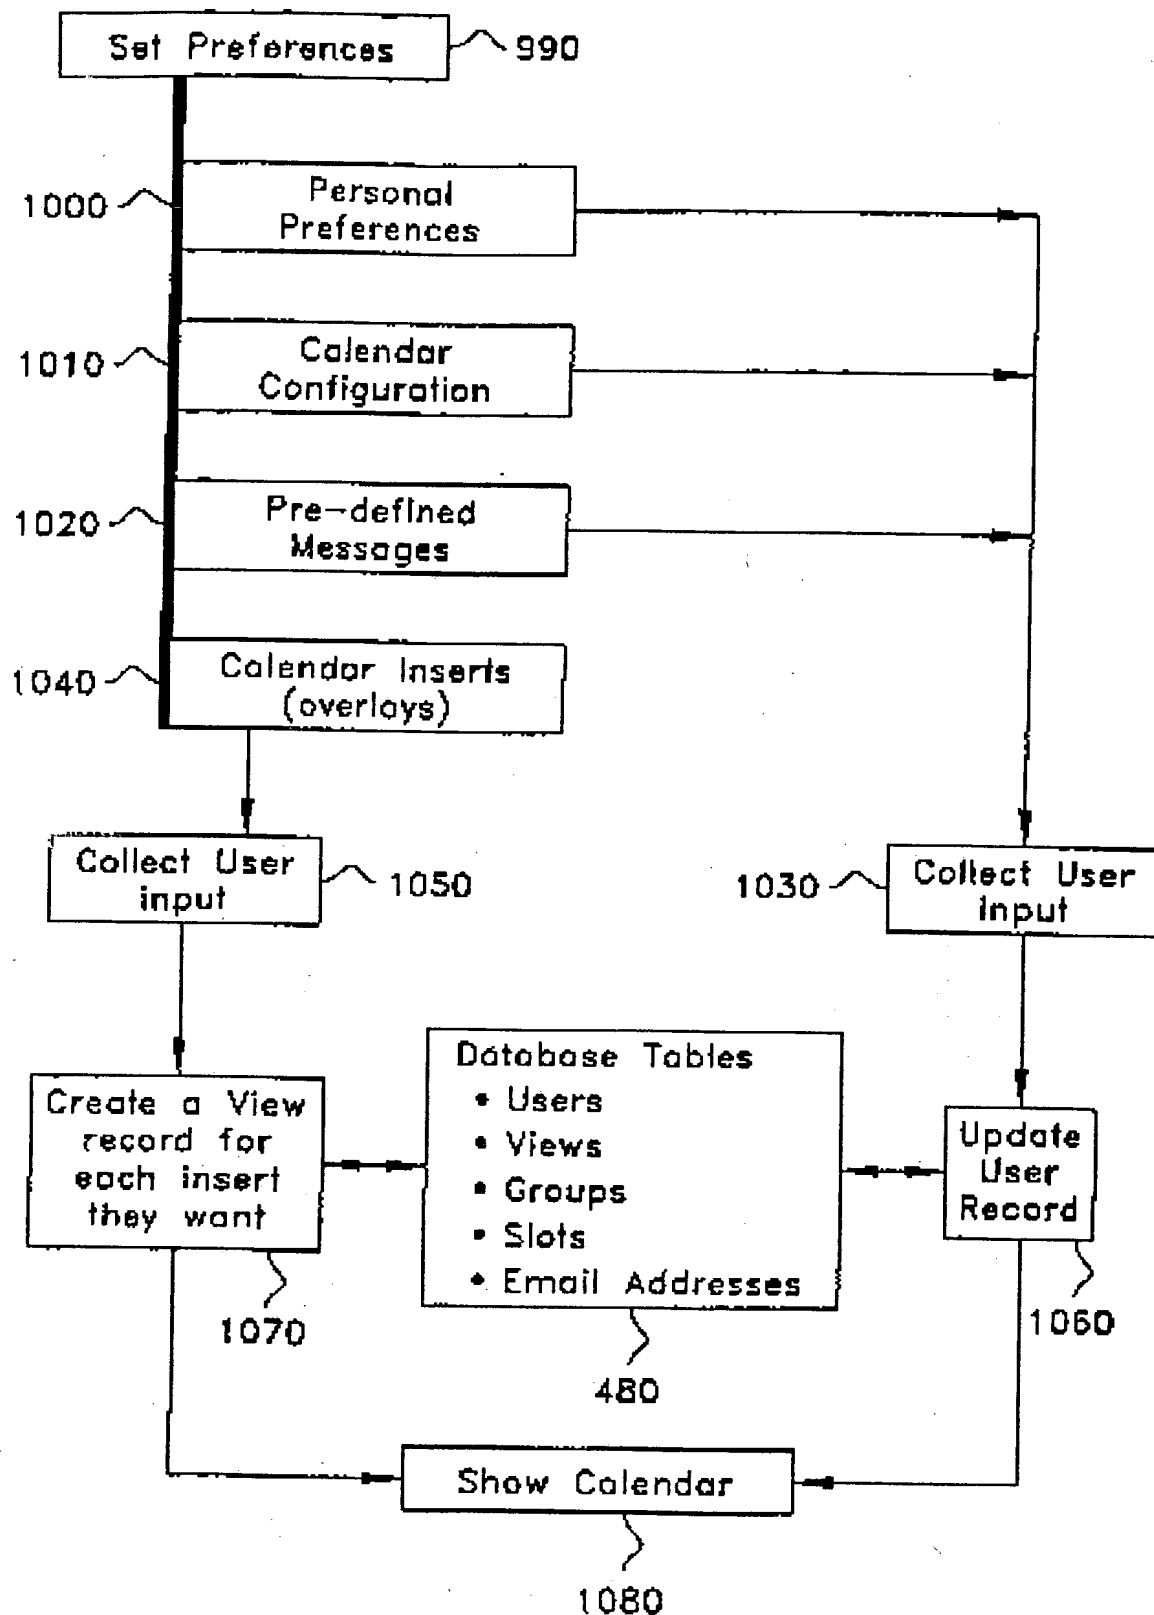 Set Preferences
990
1000
Personal
Preferences
1010
Calendar
Configuration
1020
Pre-defined
Messages
1040
Calendar Inserts
(overlays)
Collect User
input
1050
1030
Collect User
Input
Create a View
record for
each insert
they want
1070
Database Tables
• Users
• Views
• Groups
• Slots
• Email Addresses
480
Update
User
Record
1060
Show Calendar
1080